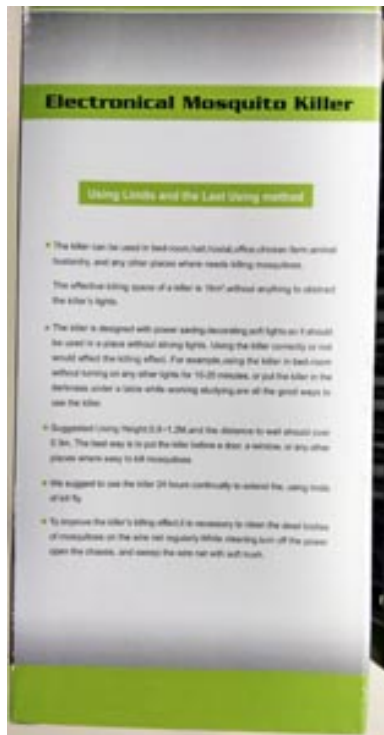 Electronical Mosquito Killer
Using Limits and the Last Using method
The killer can be used in bed-room,hall,hostal,office,chicken farm,animal
husbandry, and any other places where needs killing mosquitoes.
The effective killing space of a killer is without anything to obstruct
the killer's lights.
The killer is designed with power saving decorating soft lights so it should
be used in a place without strong lights. Using the killer correctly or not
would affect the killing effect. For example,using the killer in bed-room
without turning on any other lights for 15-20 minutes, or put the killer in the
darkness under a table while working studying,are all the good ways to
use the killer.
Suggested Using Height:0.8~1.2M,and the distance to wall should over
The best way is to put the killer before a door, a window, or any other
places where easy to kill mosquitoes.
We suggest to use the killer 24 hours continually to extend the using
of
To improve the killer's killing effect,it is necessary to clean the dead bodies
of mosquitoes on the wire net regularly.While cleaning,turn off the power
open the chassis, and sweep the wire net with soft